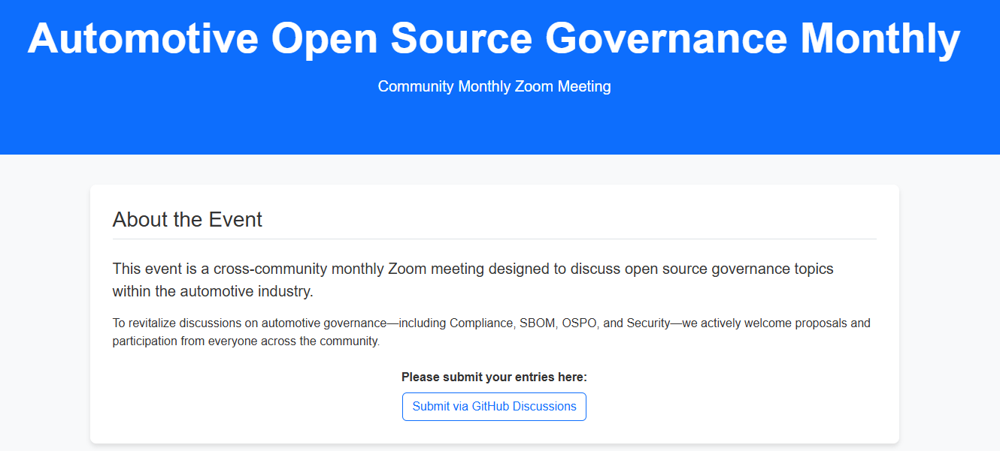 Automotive Open Source Governance Monthly
Community Monthly Zoom Meeting
About the Event
This event is a cross-community monthly Zoom meeting designed to discuss open source governance topics
within the automotive industry.
To revitalize discussions on automotive governance—including Compliance, SBOM, OSPO, and Security—we actively welcome proposals and
participation from everyone across the community.
Please submit your entries here:
Submit via GitHub Discussions